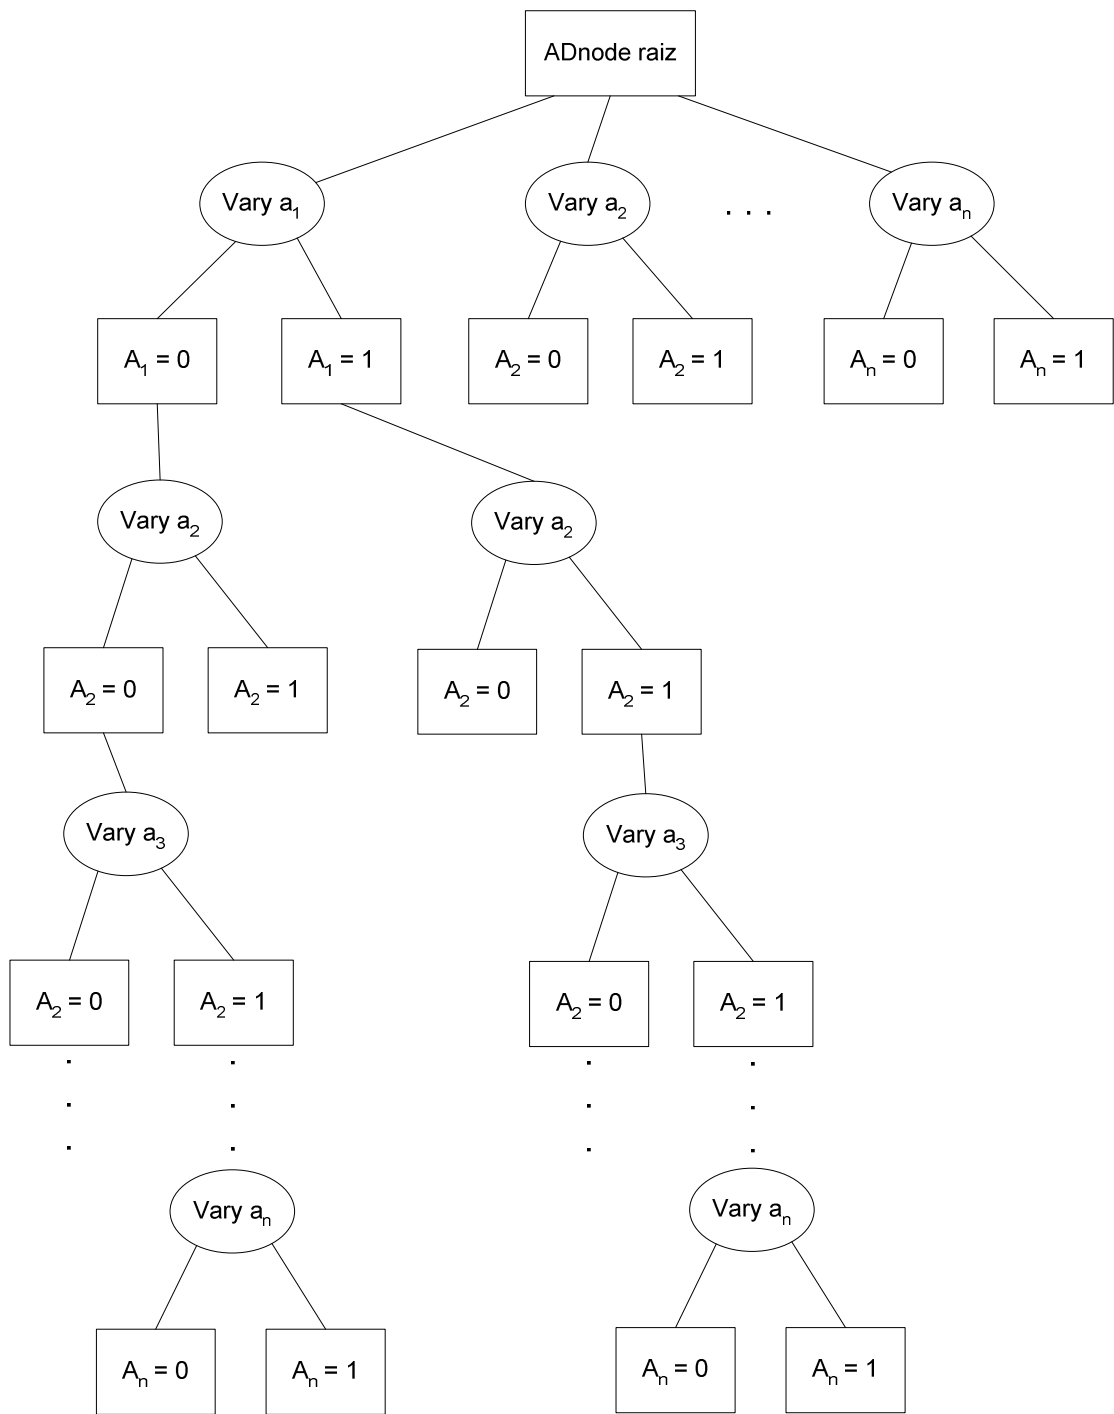 ADnode raiz
Vary a₁
Vary a₂
. . .
Vary aₙ
A₁ = 0
A₁ = 1
A₂ = 0
A₂ = 1
Aₙ = 0
Aₙ = 1
Vary a₂
Vary a₂
A₂ = 0
A₂ = 1
A₂ = 0
A₂ = 1
Vary a₃
Vary a₃
A₂ = 0
A₂ = 1
A₂ = 0
A₂ = 1
Vary aₙ
Vary aₙ
Aₙ = 0
Aₙ = 1
Aₙ = 0
Aₙ = 1